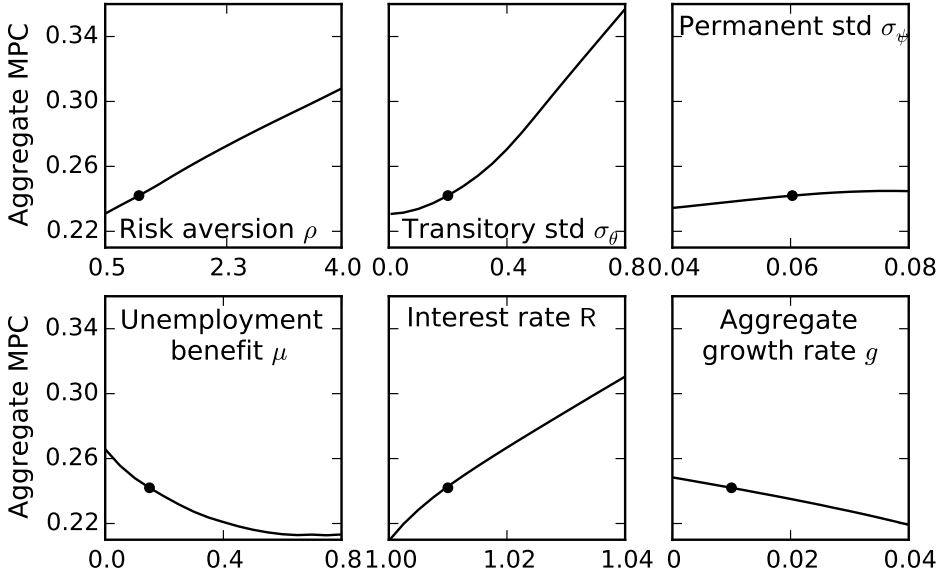 Aggregate MPC
0.34
0.30
0.26
0.22
Risk aversion ρ
0.5 2.3 4.0
Transitory std σθ
0.0 0.4 0.8
Permanent std σψ
0.04 0.06 0.08
Aggregate MPC
0.34
0.30
0.26
0.22
Unemployment
benefit μ
0.0 0.4 0.8
Interest rate R
1.00 1.02 1.04
Aggregate
growth rate g
0 0.02 0.04